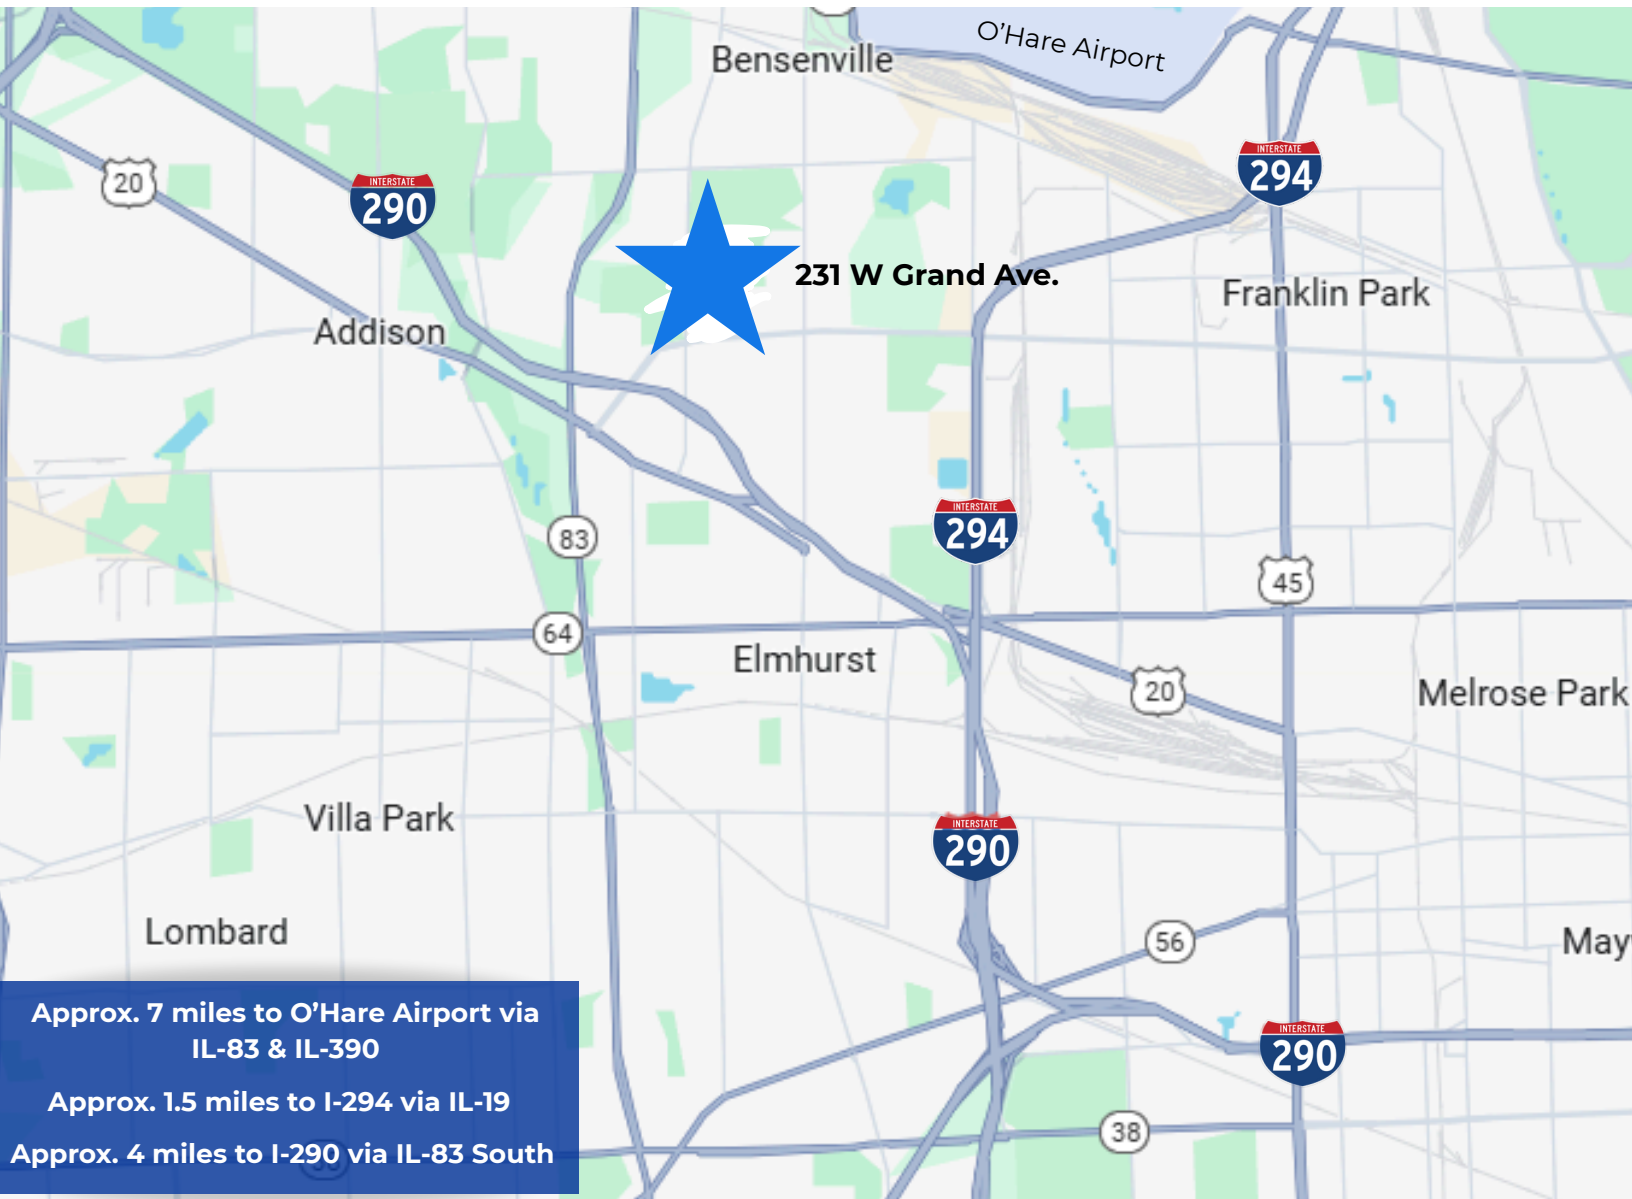 O'Hare Airport
Bensenville
INTERSTATE
294
20
INTERSTATE
290
231 W Grand Ave.
Franklin Park
Addison
INTERSTATE
294
83
45
64
Elmhurst
20
Melrose Park
Villa Park
INTERSTATE
290
Lombard
56
May
Approx. 7 miles to O'Hare Airport via
IL-83 & IL-390
INTERSTATE
290
Approx. 1.5 miles to I-294 via IL-19
38
Approx. 4 miles to I-290 via IL-83 South